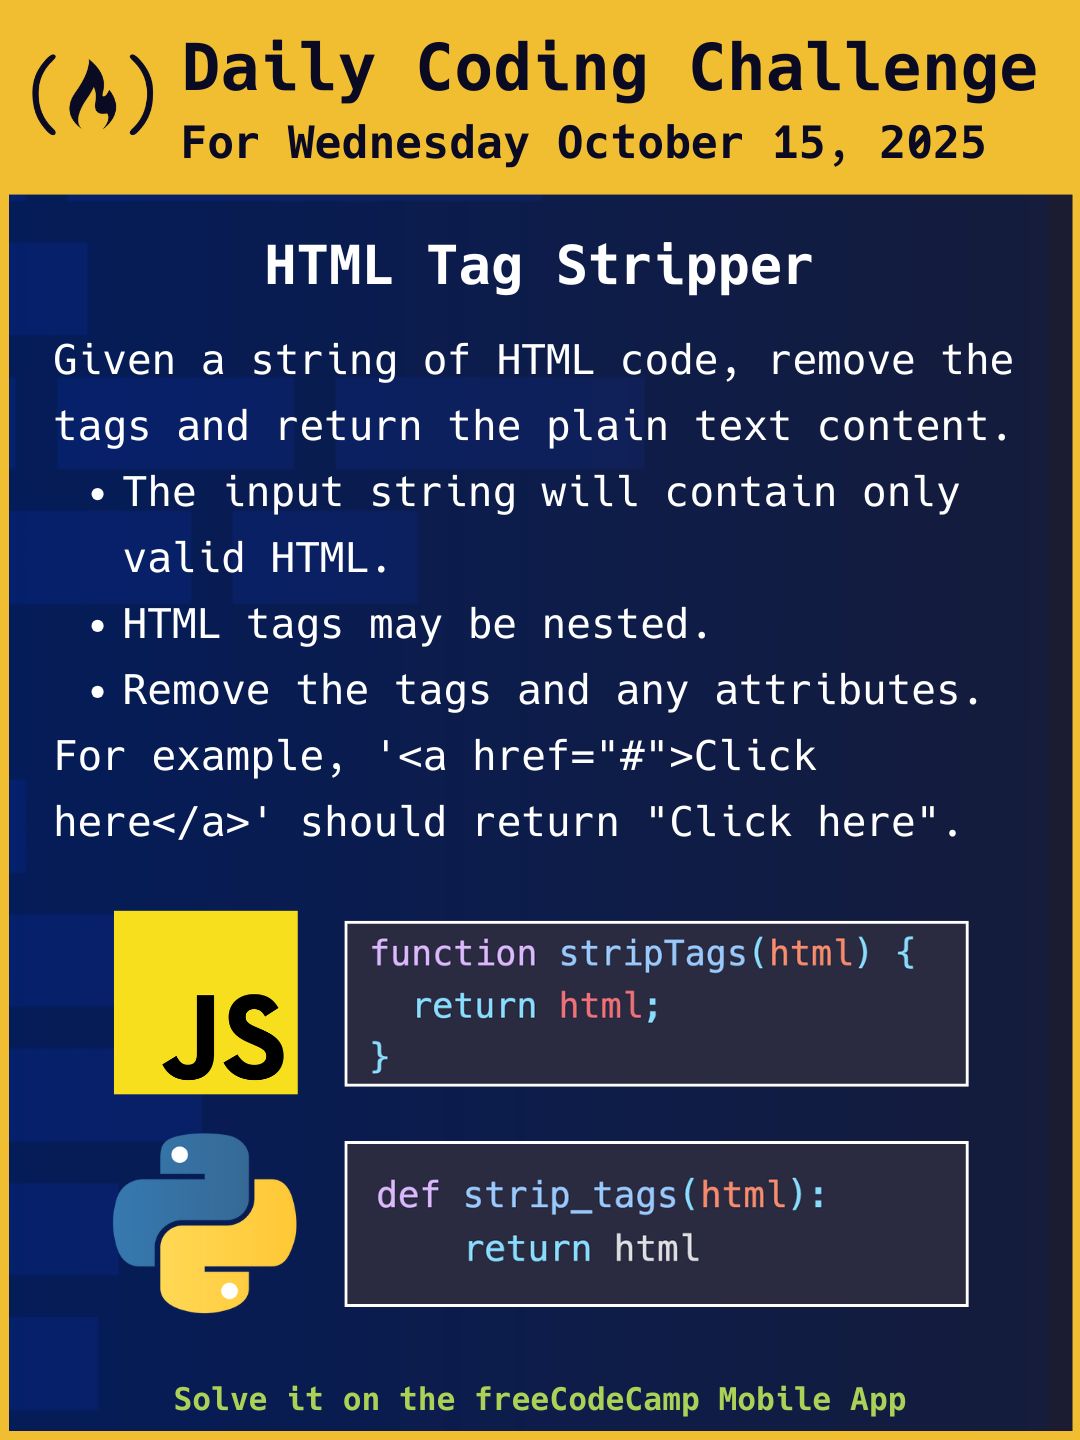 Daily Coding Challenge
For Wednesday October 15, 2025
HTML Tag Stripper
Given a string of HTML code, remove the
tags and return the plain text content.
• The input string will contain only
valid HTML.
• HTML tags may be nested.
• Remove the tags and any attributes.
For example, '<a href="#">Click
here</a>' should return "Click here".
JS
function stripTags(html) {
  return html;
}
def strip_tags(html):
    return html
Solve it on the freeCodeCamp Mobile App